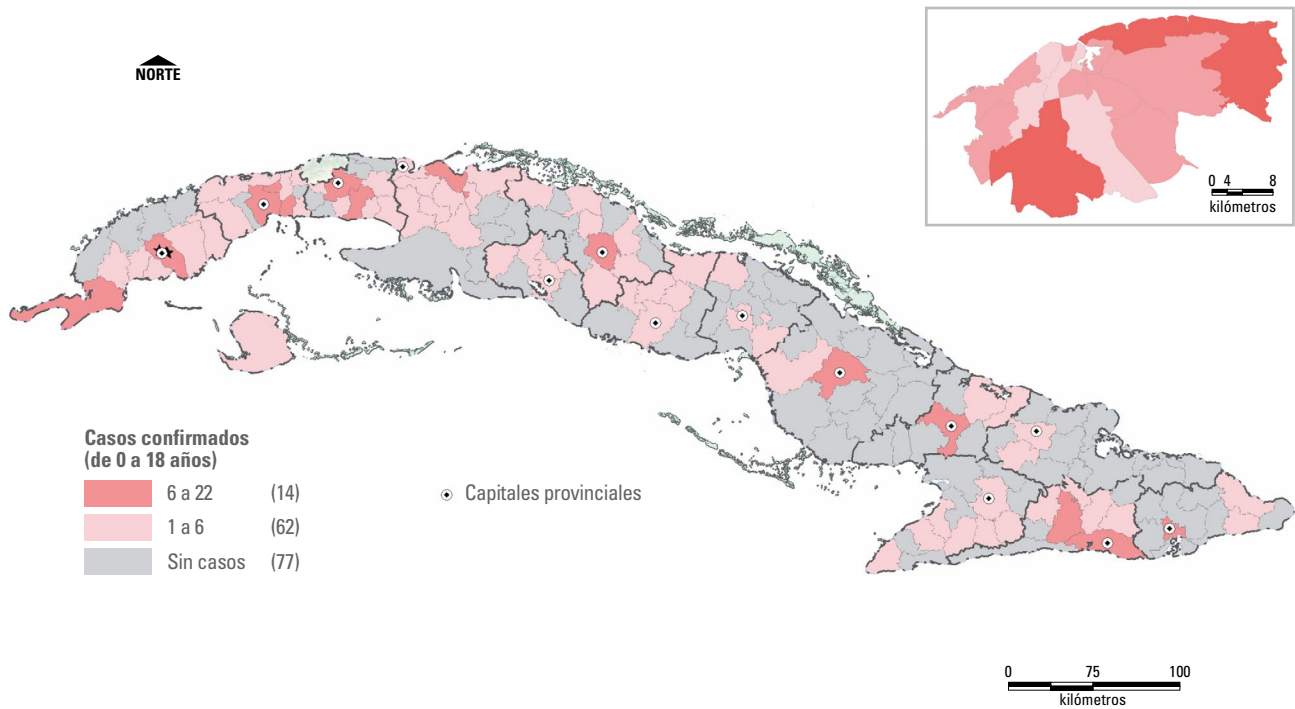 NORTE
0 4 8
kilómetros
Casos confirmados
(de 0 a 18 años)
6 a 22 (14)
1 a 6 (62)
Sin casos (77)
Capitales provinciales
0 75 100
kilómetros